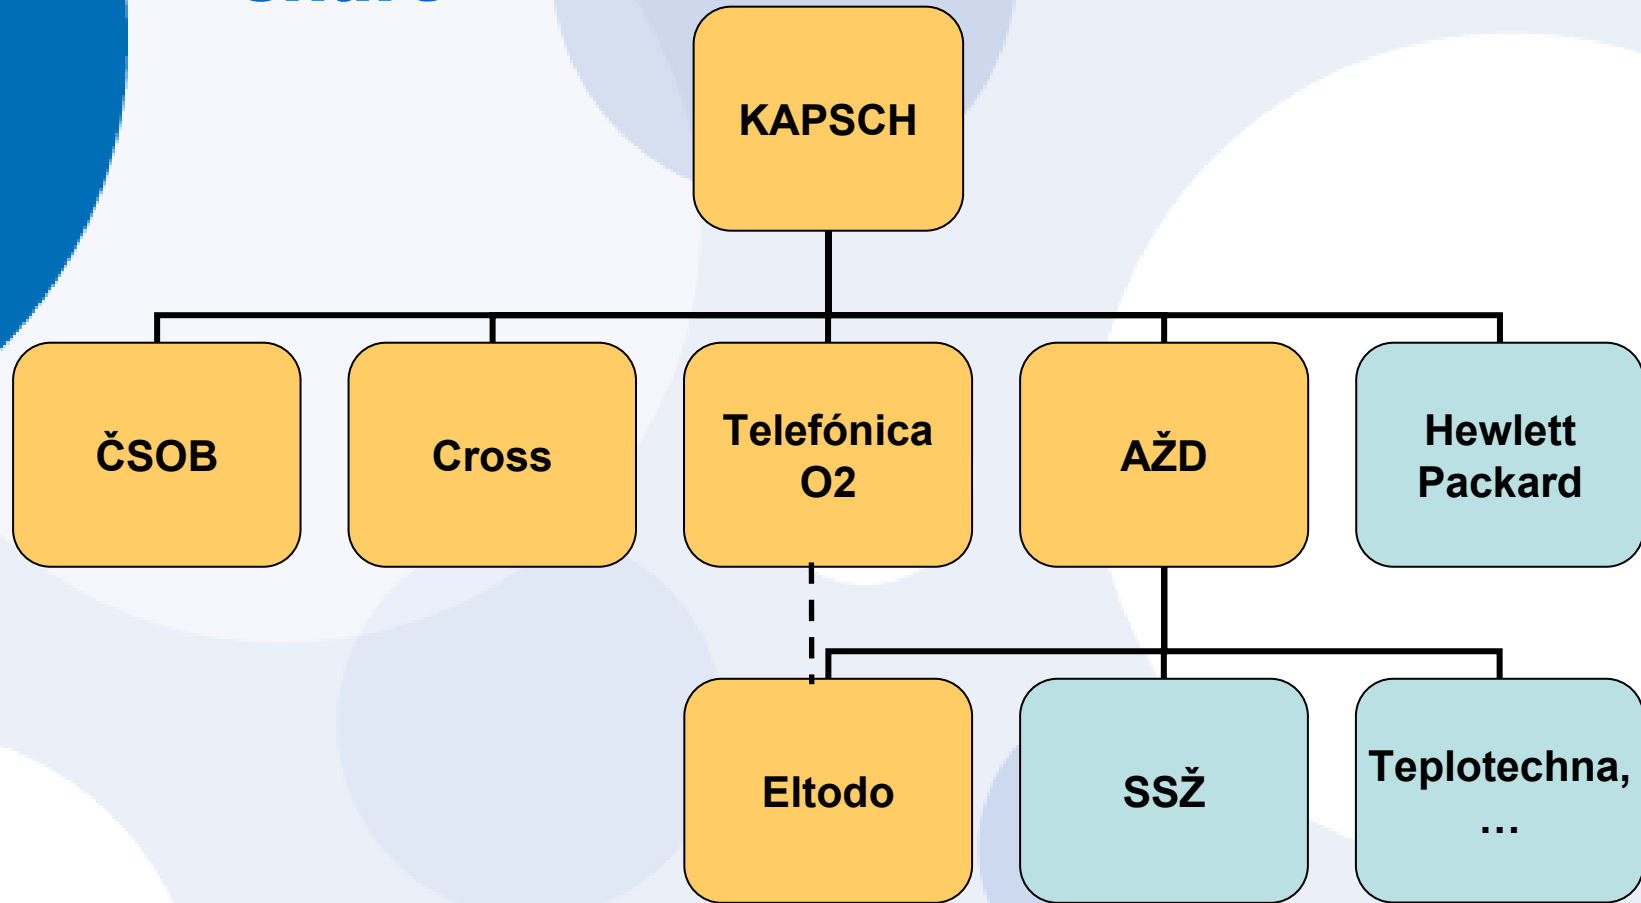 KAPSCH
ČSOB
Cross
Telefónica
O2
AŽD
Hewlett
Packard
Eltodo
SSŽ
Teplotechna,
...